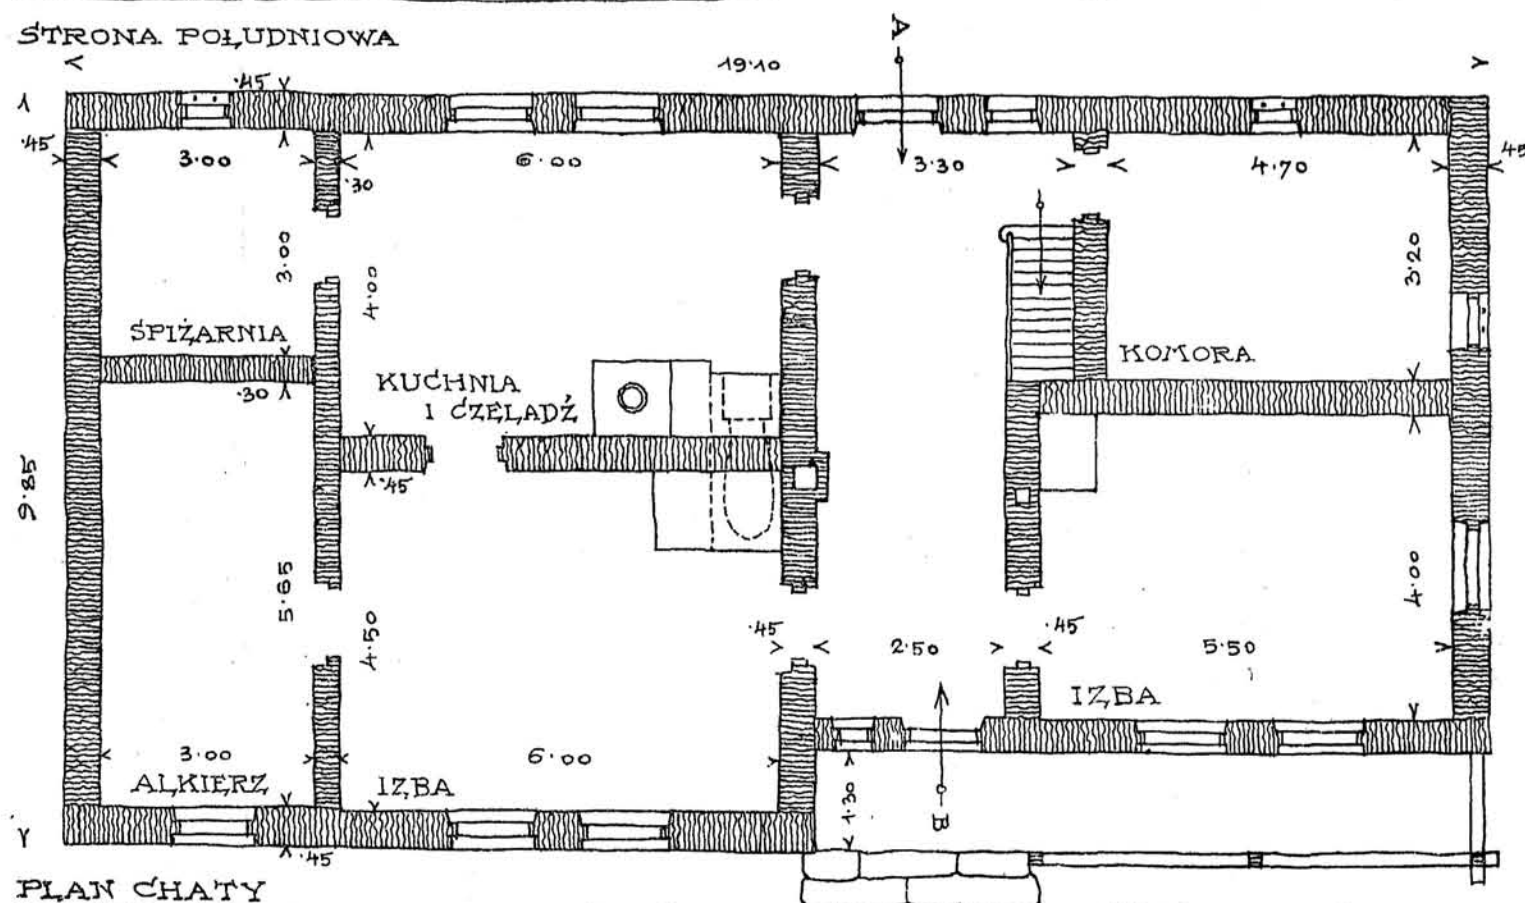 STRONA POŁUDNIOWA
A
19.10
.45
.45
3.00
.30
6.00
3.30
4.70
45
3.00
4.00
3.20
ŚPIŻARNIA
.30
KUCHNIA
I CZELĄDŹ
KOMORA
.45
9.85
5.65
4.50
4.00
.45
2.50
.45
5.50
IZBA
3.00
6.00
ALKIERZ
IZBA
1.30
B
.45
PLAN CHATY